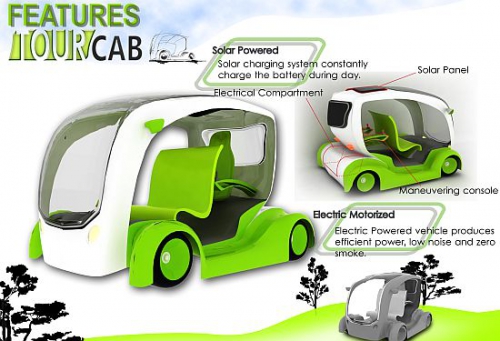 FEATURES
TOUR CAB
Solar Powered
Solar charging system constantly
charge the battery during day.
Solar Panel
Electrical Compartment
Maneuvering console
Electric Motorized
Electric Powered vehicle produces
efficient power, low noise and zero
smoke.